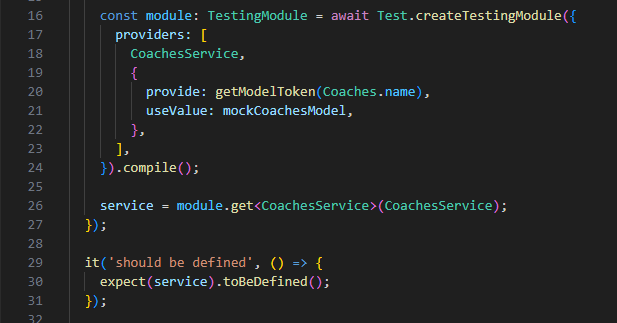 16 const module: TestingModule = await Test.createTestingModule({
17 providers: [
18 CoachesService,
19 {
20 provide: getModelToken(Coaches.name),
21 useValue: mockCoachesModel,
22 },
23 ],
24 }).compile();
25
26 service = module.get<CoachesService>(CoachesService);
27 });
28
29 it('should be defined', () => {
30 expect(service).toBeDefined();
31 });
32